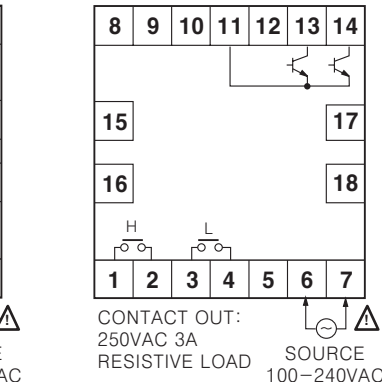 8 9 10 11 12 13 14
15 17
16 18
H L
1 2 3 4 5 6 7
CONTACT OUT:
250VAC 3A
RESISTIVE LOAD
SOURCE
100-240VAC
E
AC